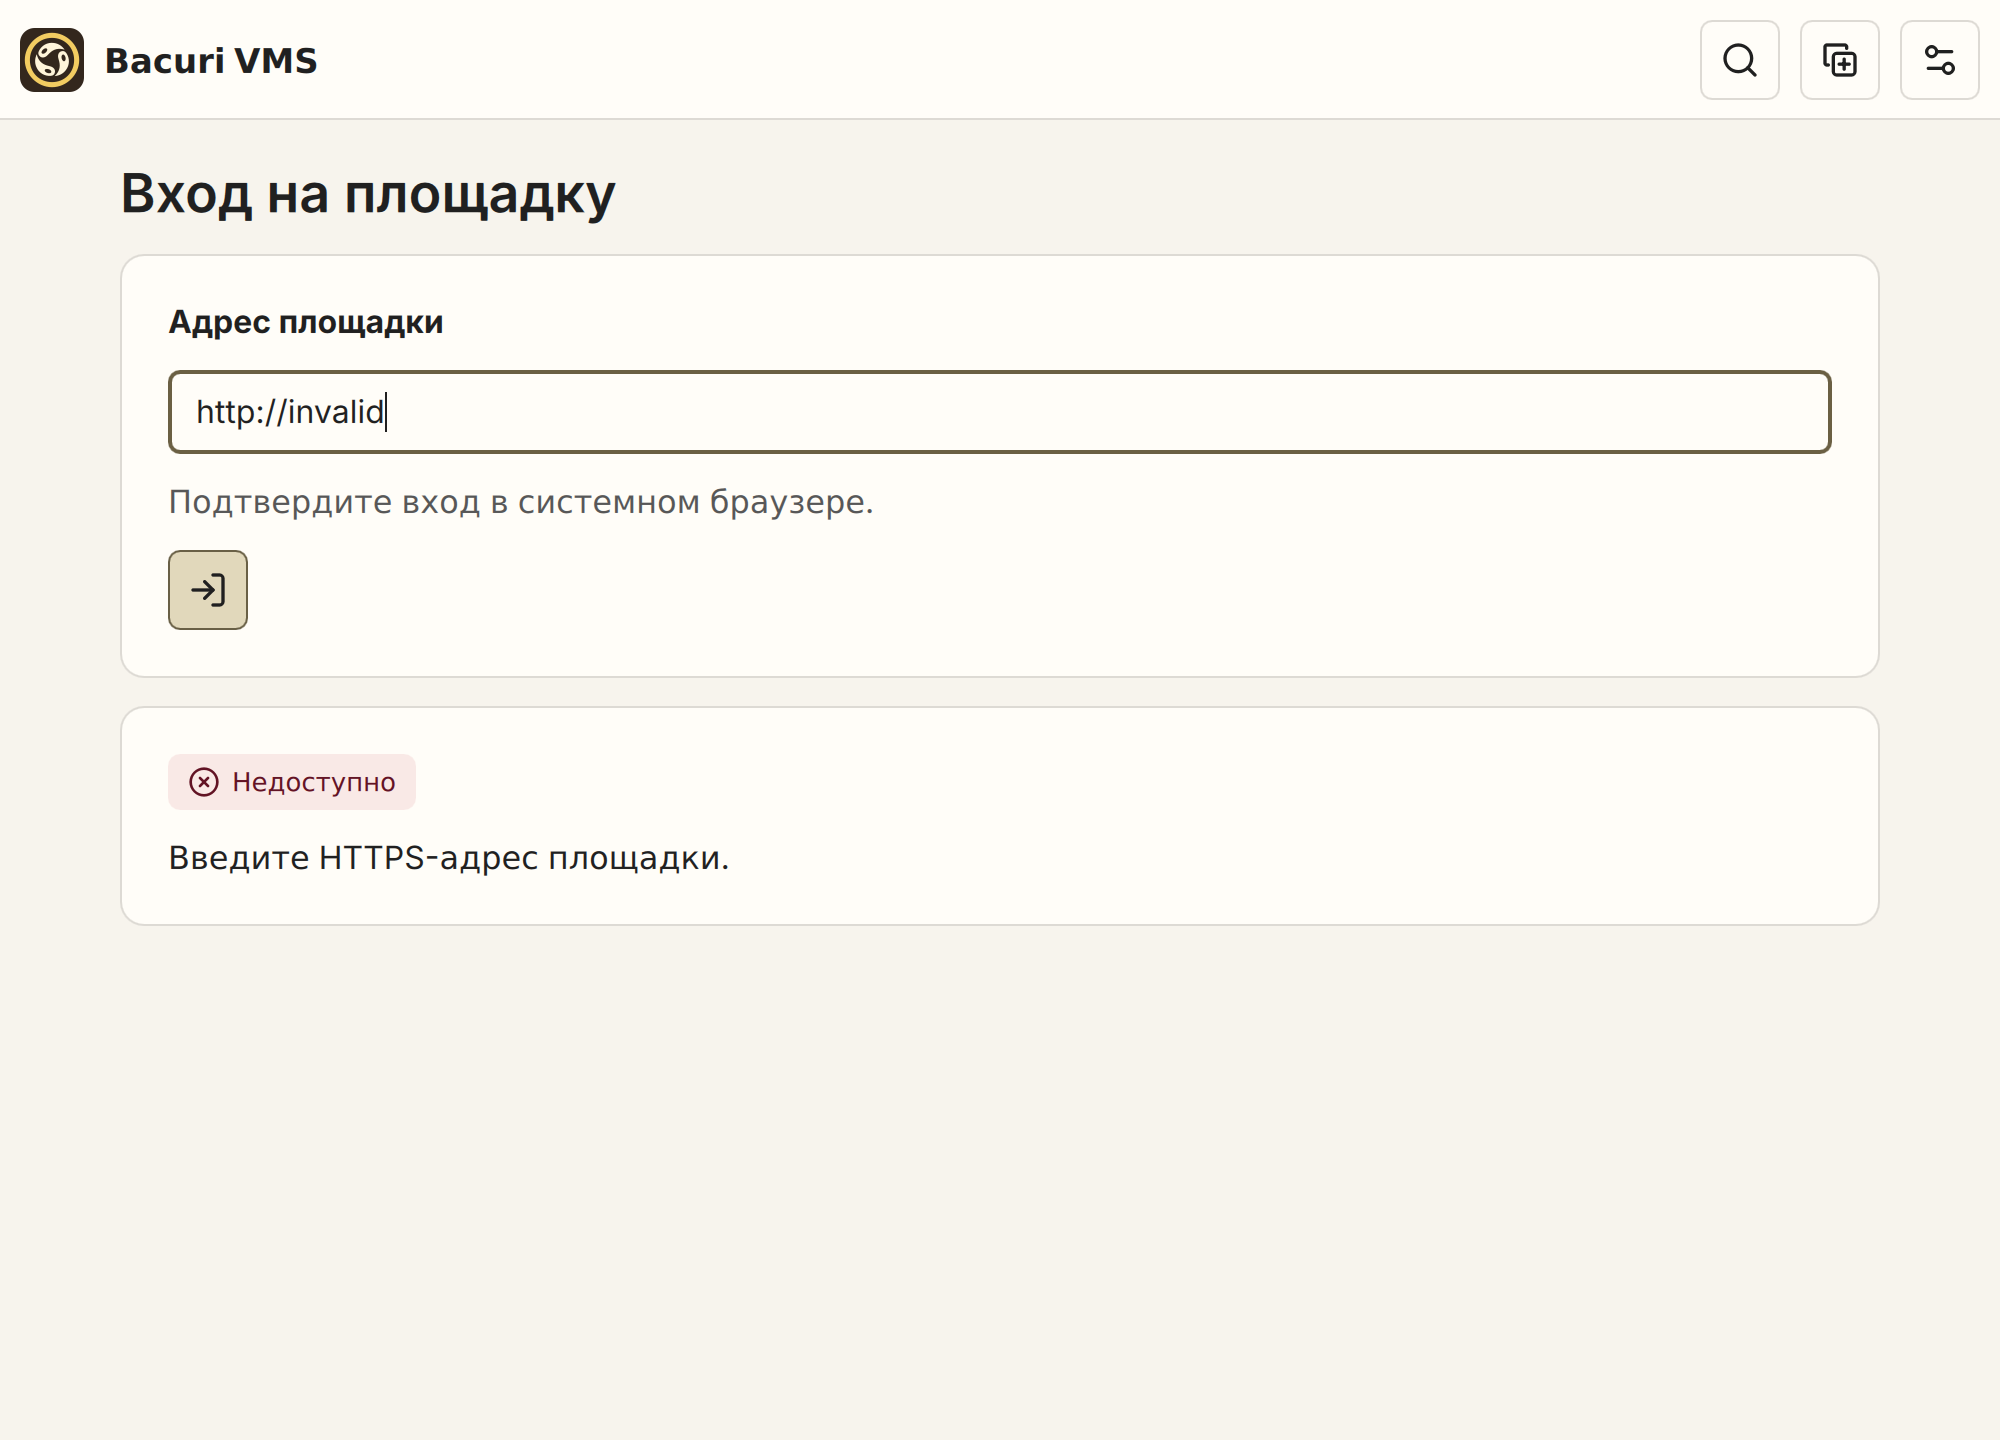 Bacuri VMS
Вход на площадку
Адрес площадки
http://invalid
Подтвердите вход в системном браузере.
Недоступно
Введите HTTPS-адрес площадки.